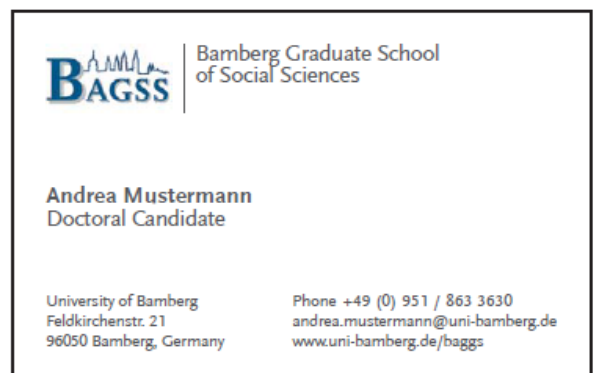 BAGSS
Bamberg Graduate School
of Social Sciences
Andrea Mustermann
Doctoral Candidate
University of Bamberg
Feldkirchenstr. 21
96050 Bamberg, Germany
Phone +49 (0) 951 / 863 3630
andrea.mustermann@uni-bamberg.de
www.uni-bamberg.de/baggs